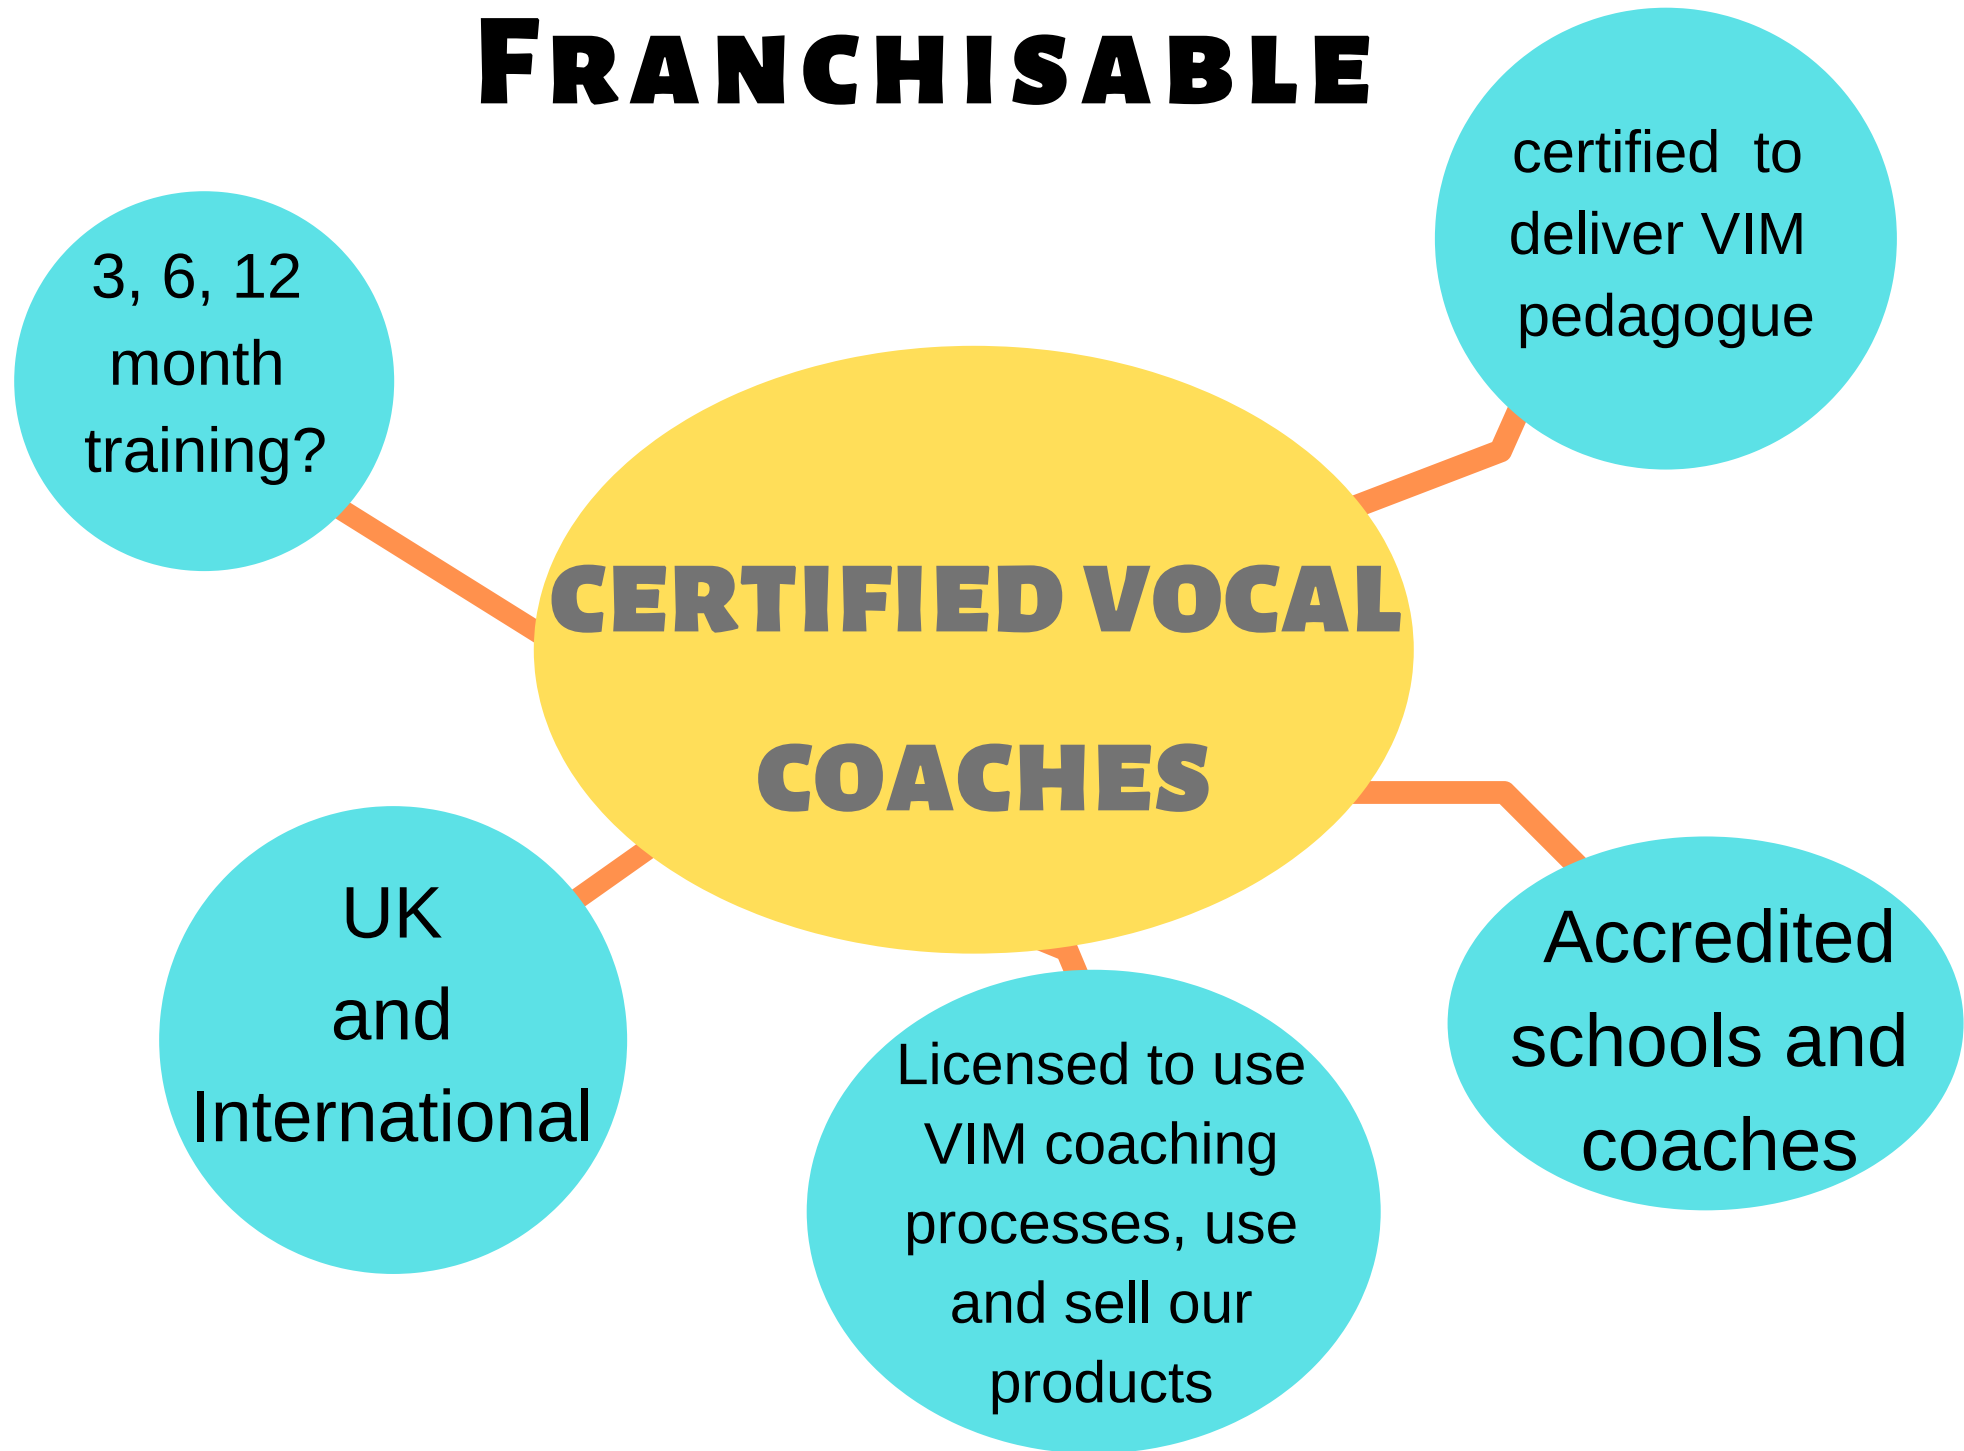 FRANCHISABLE
3, 6, 12
month
training?
certified to
deliver VIM
pedagogue
CERTIFIED VOCAL
COACHES
UK
and
International
Licensed to use
VIM coaching
processes, use
and sell our
products
Accredited
schools and
coaches